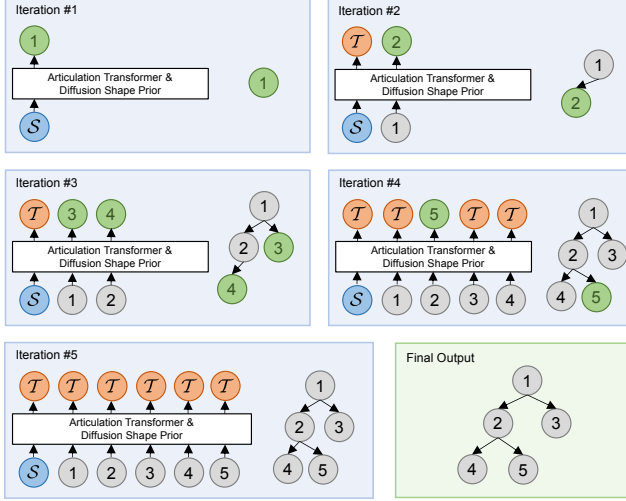 Iteration #1
1
Articulation Transformer &
Diffusion Shape Prior
1
S
Iteration #2
T 2
1
Articulation Transformer &
Diffusion Shape Prior
2
S 1
Iteration #3
T 3 4
1
Articulation Transformer &
Diffusion Shape Prior
2 3
4
S 1 2
Iteration #4
T T 5 T T
1
Articulation Transformer &
Diffusion Shape Prior
2 3
4 5
S 1 2 3 4
Iteration #5
T T T T T T
1
Articulation Transformer &
Diffusion Shape Prior
2 3
4 5
S 1 2 3 4 5
Final Output
1
2 3
4 5